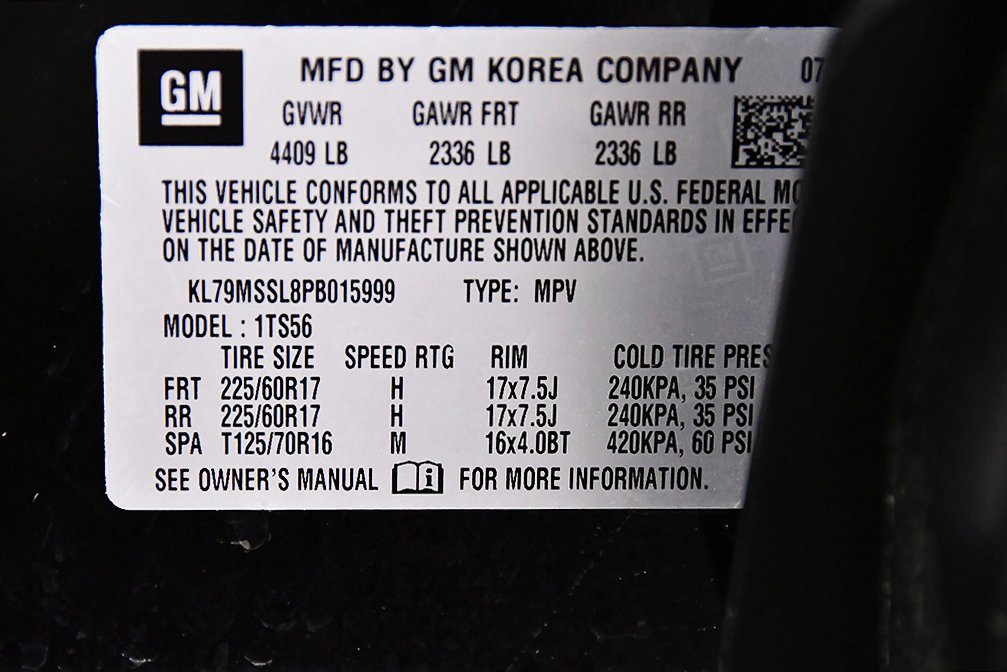 GM
MFD BY GM KOREA COMPANY 07
GVWR GAWR FRT GAWR RR
4409 LB 2336 LB 2336 LB
THIS VEHICLE CONFORMS TO ALL APPLICABLE U.S. FEDERAL MO
VEHICLE SAFETY AND THEFT PREVENTION STANDARDS IN EFFE
ON THE DATE OF MANUFACTURE SHOWN ABOVE.
KL79MSSL8PB015999 TYPE: MPV
MODEL : 1TS56
TIRE SIZE SPEED RTG RIM COLD TIRE PRES
FRT 225/60R17 H 17x7.5J 240KPA, 35 PSI
RR 225/60R17 H 17x7.5J 240KPA, 35 PSI
SPA T125/70R16 M 16x4.0BT 420KPA, 60 PSI
SEE OWNER'S MANUAL i FOR MORE INFORMATION.